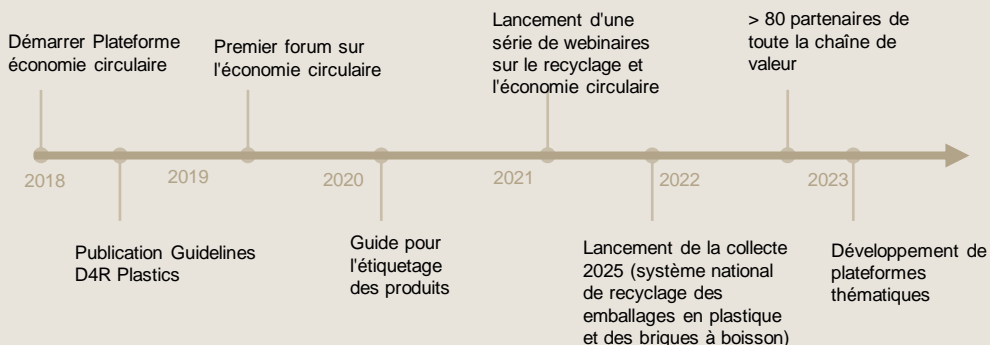 Démarrer Plateforme
économie circulaire
Premier forum sur
l'économie circulaire
Lancement d'une
série de webinaires
sur le recyclage et
l'économie circulaire
> 80 partenaires de
toute la chaîne de
valeur
2018
2019
2020
2021
2022
2023
Publication Guidelines
D4R Plastics
Guide pour
l'étiquetage
des produits
Lancement de la collecte
2025 (système national
de recyclage des
emballages en plastique
et des briques à boisson)
Développement de
plateformes
thématiques